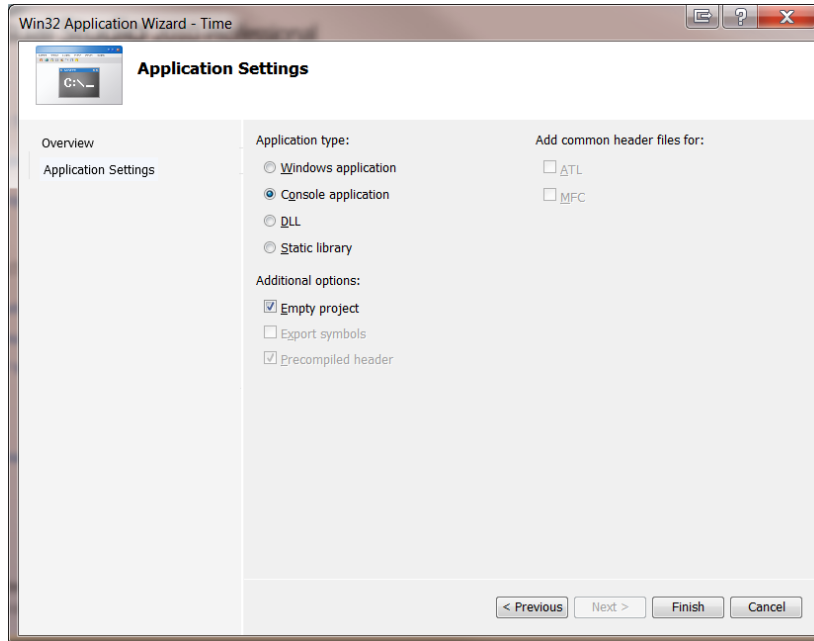 Win32 Application Wizard - Time
Application Settings
C:\_
Overview
Application Settings
Application type:
Windows application
Console application
DLL
Static library
Additional options:
Empty project
Export symbols
Precompiled header
Add common header files for:
ATL
MFC
< Previous
Next >
Finish
Cancel